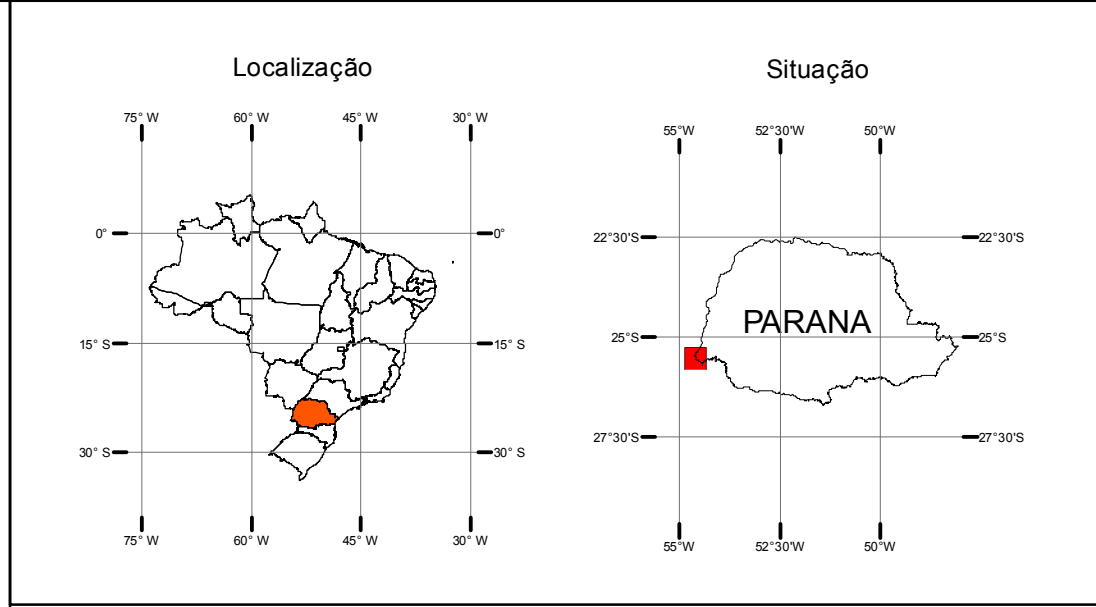 Localização
75° W 60° W 45° W 30° W
0° 0°
15° S 15° S
30° S 30° S
75° W 60° W 45° W 30° W
Situação
55°W 52°30'W 50°W
22°30'S 22°30'S
PARANA
25°S 25°S
27°30'S 27°30'S
55°W 52°30'W 50°W